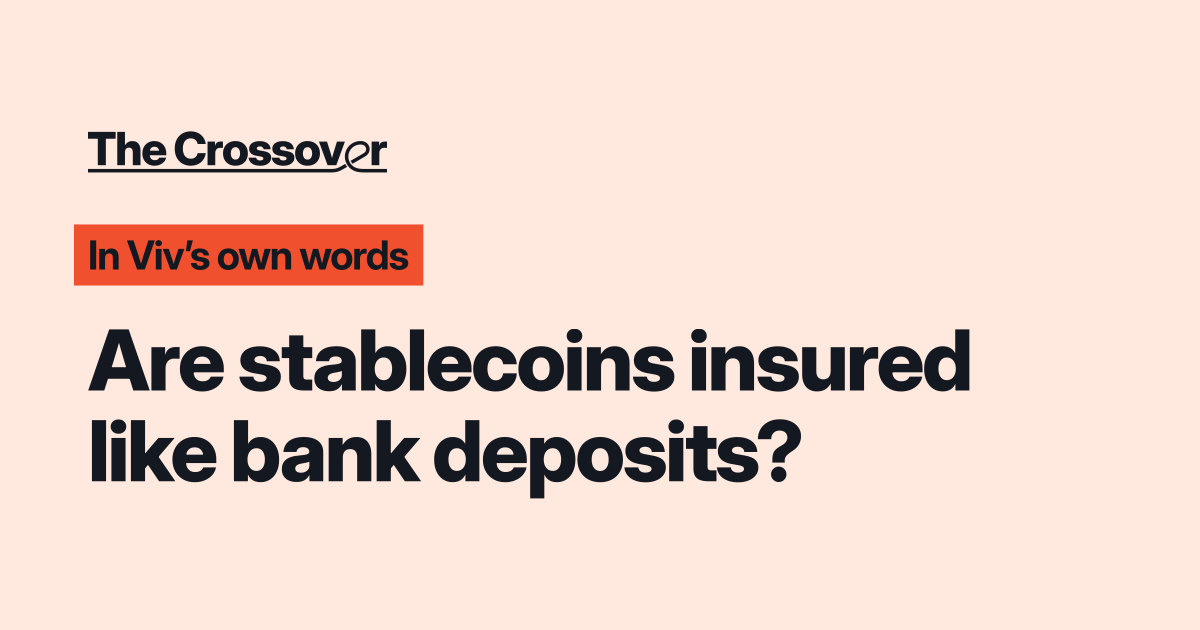 The Crossover
In Viv’s own words
Are stablecoins insured
like bank deposits?